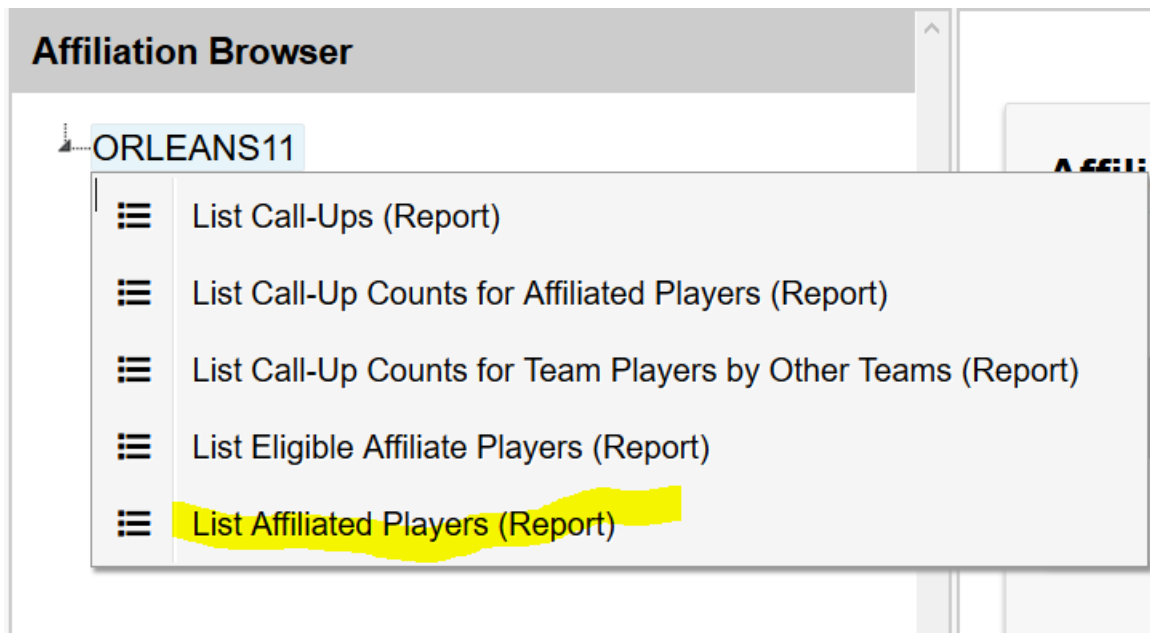 Affiliation Browser
ORLEANS11
List Call-Ups (Report)
List Call-Up Counts for Affiliated Players (Report)
List Call-Up Counts for Team Players by Other Teams (Report)
List Eligible Affiliate Players (Report)
List Affiliated Players (Report)